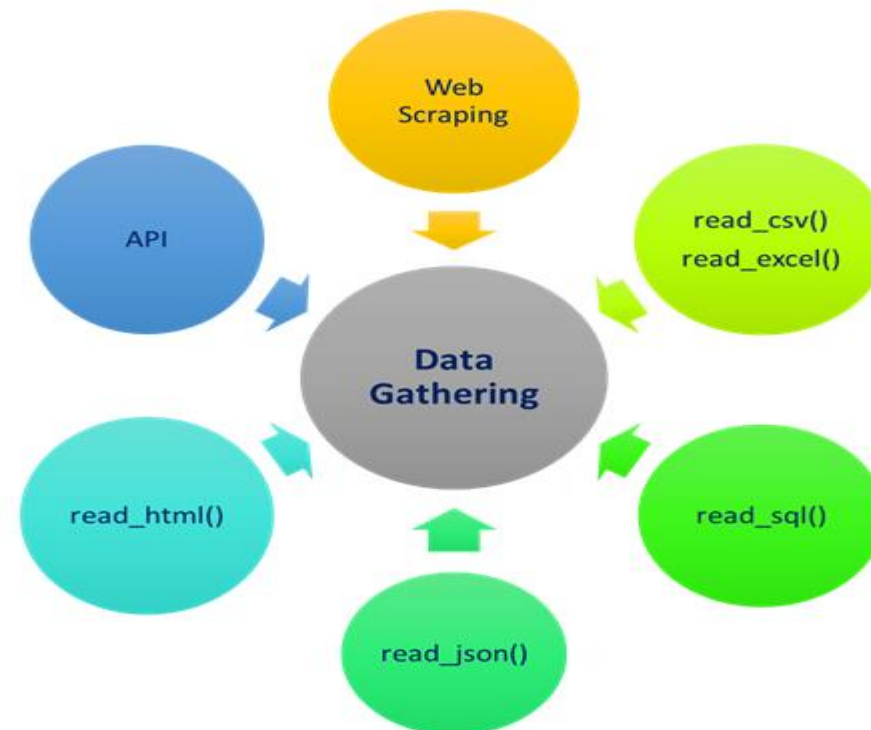 Web
Scraping
API
read_csv()
read_excel()
Data
Gathering
read_html()
read_sql()
read_json()